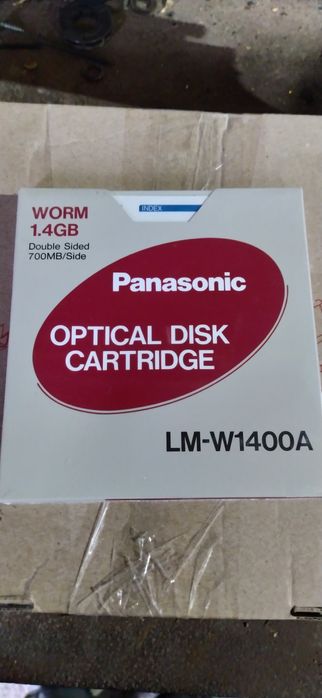 INDEX
WORM
1.4GB
Double Sided
700MB/Side
Panasonic
OPTICAL DISK
CARTRIDGE
LM-W1400A